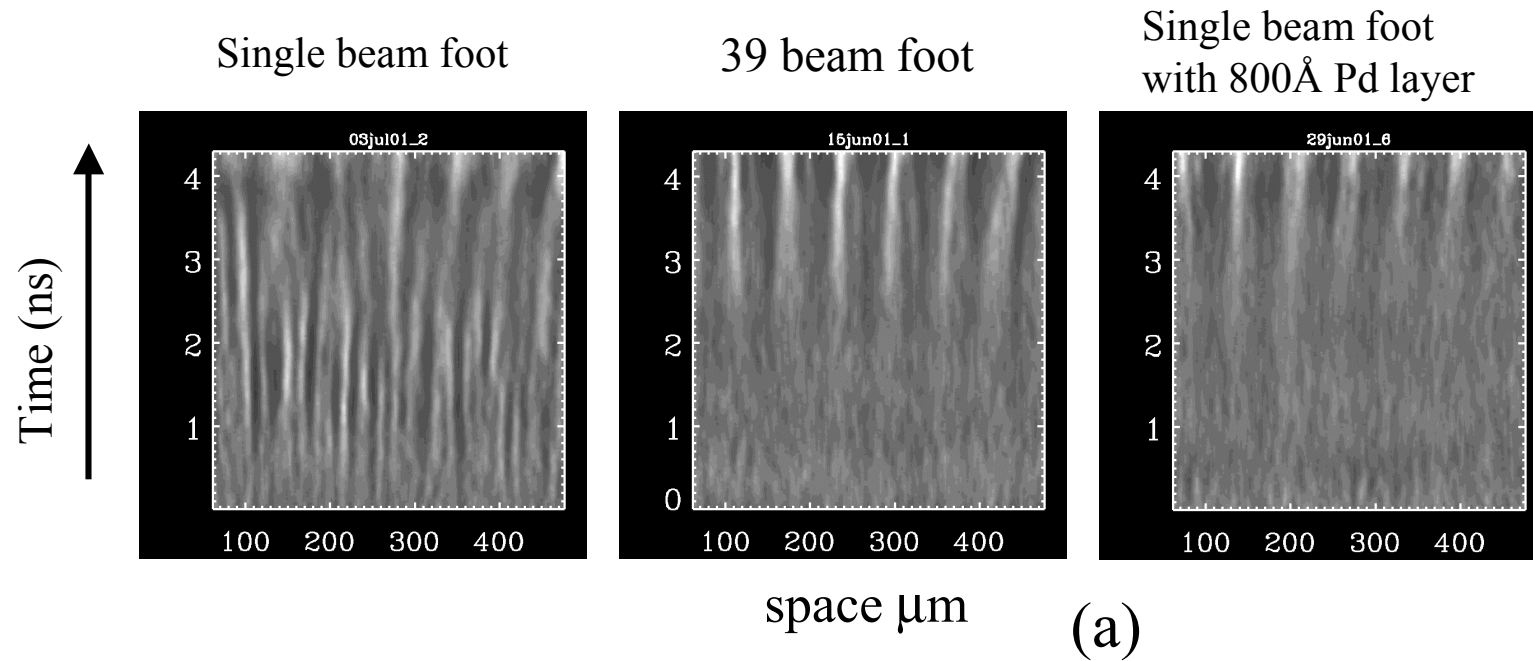 Single beam foot
39 beam foot
Single beam foot
with 800Å Pd layer
Time (ns)
03jul01_2
4
3
2
1
100 200 300 400
15jun01_1
4
3
2
1
0
100 200 300 400
29jun01_6
4
3
2
1
100 200 300 400
space μm
(a)